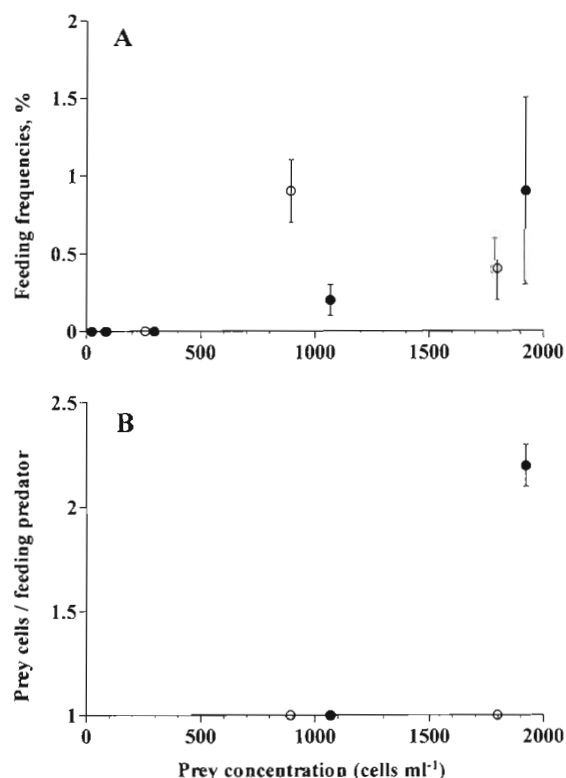 A
2
1.5
1
0.5
0
0 500 1000 1500 2000
Feeding frequencies, %
B
2.5
2
1.5
1
0 500 1000 1500 2000
Prey cells / feeding predator
Prey concentration (cells ml⁻¹)